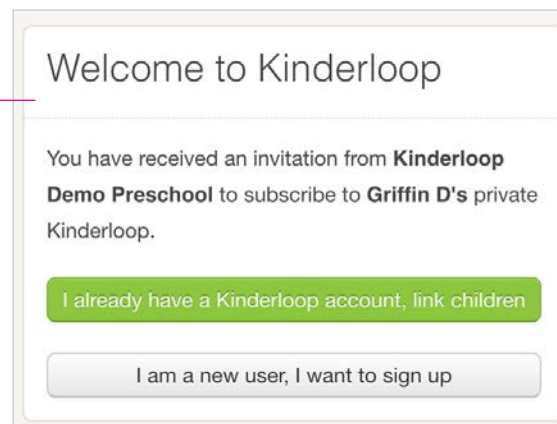 Welcome to Kinderloop
You have received an invitation from Kinderloop
Demo Preschool to subscribe to Griffin D's private
Kinderloop.
I already have a Kinderloop account, link children
I am a new user, I want to sign up